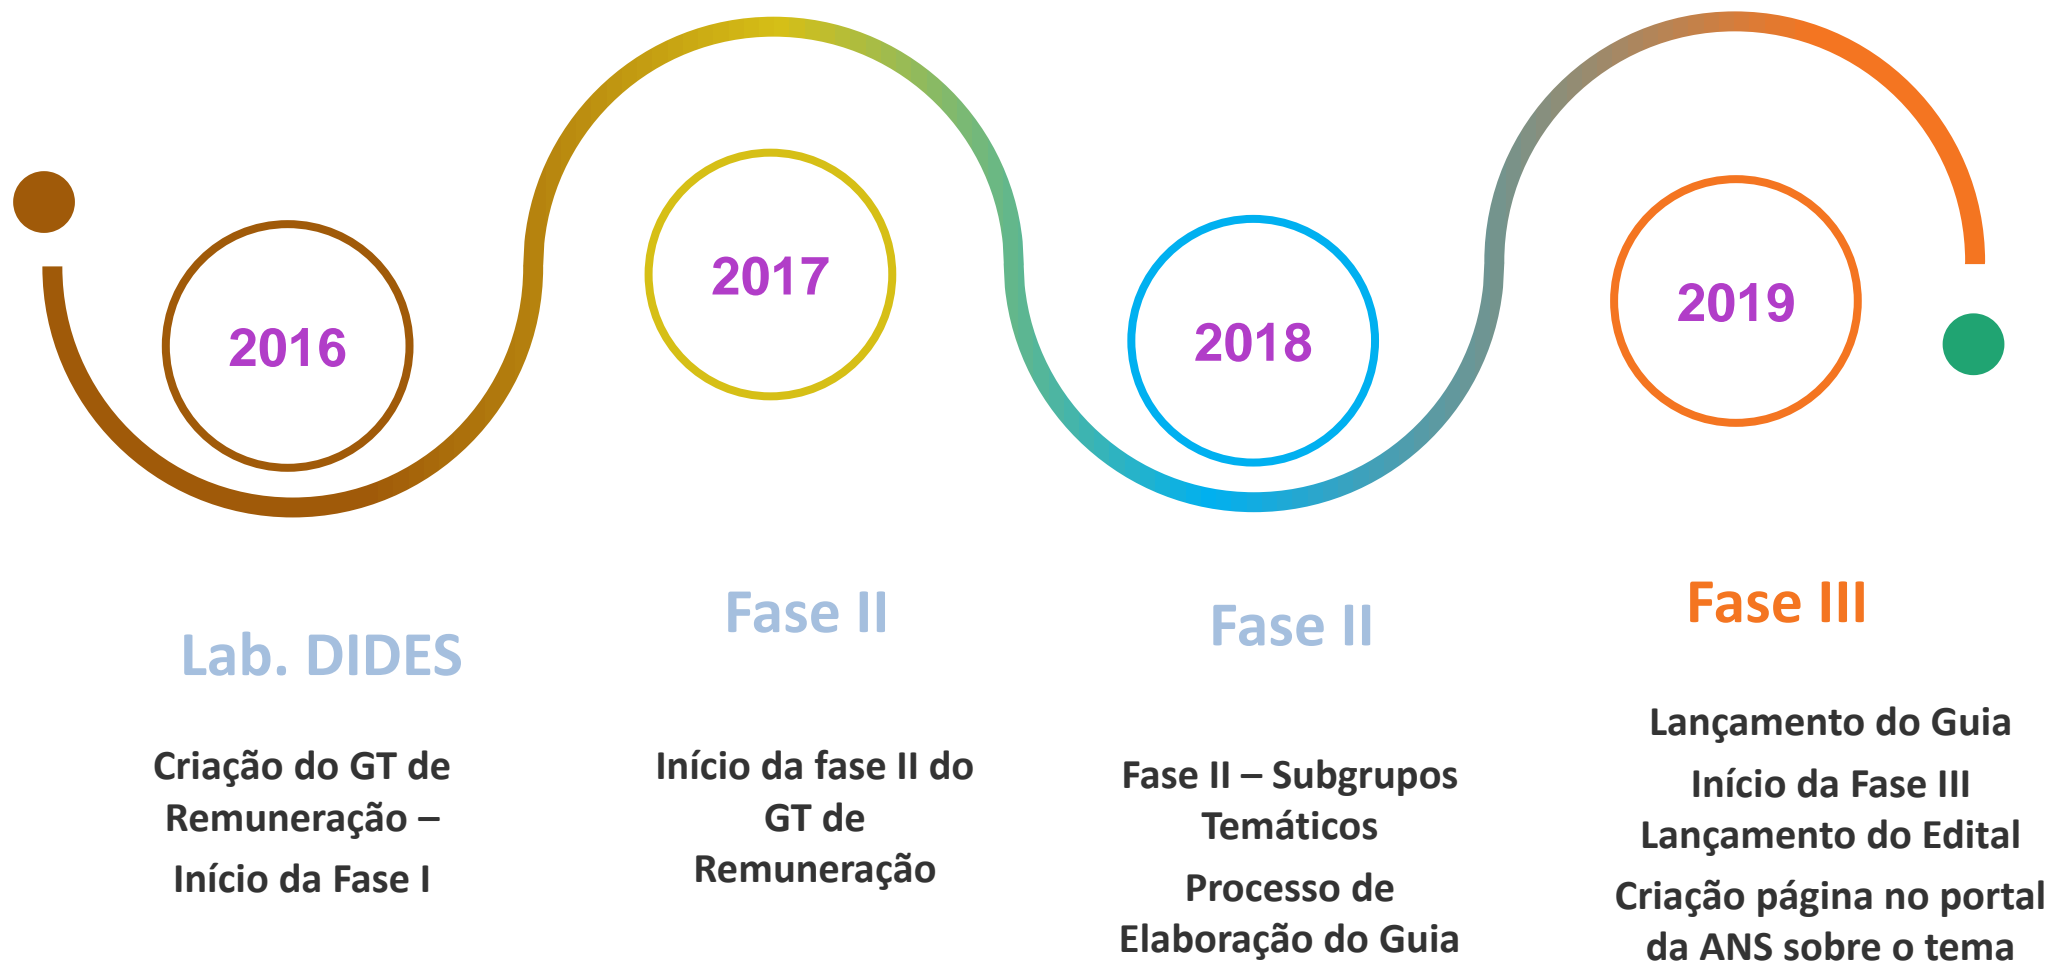 2016
Lab. DIDES
Criação do GT de
Remuneração –
Início da Fase I
2017
Fase II
Início da fase II do
GT de
Remuneração
2018
Fase II
Fase II – Subgrupos
Temáticos
Processo de
Elaboração do Guia
2019
Fase III
Lançamento do Guia
Início da Fase III
Lançamento do Edital
Criação página no portal
da ANS sobre o tema